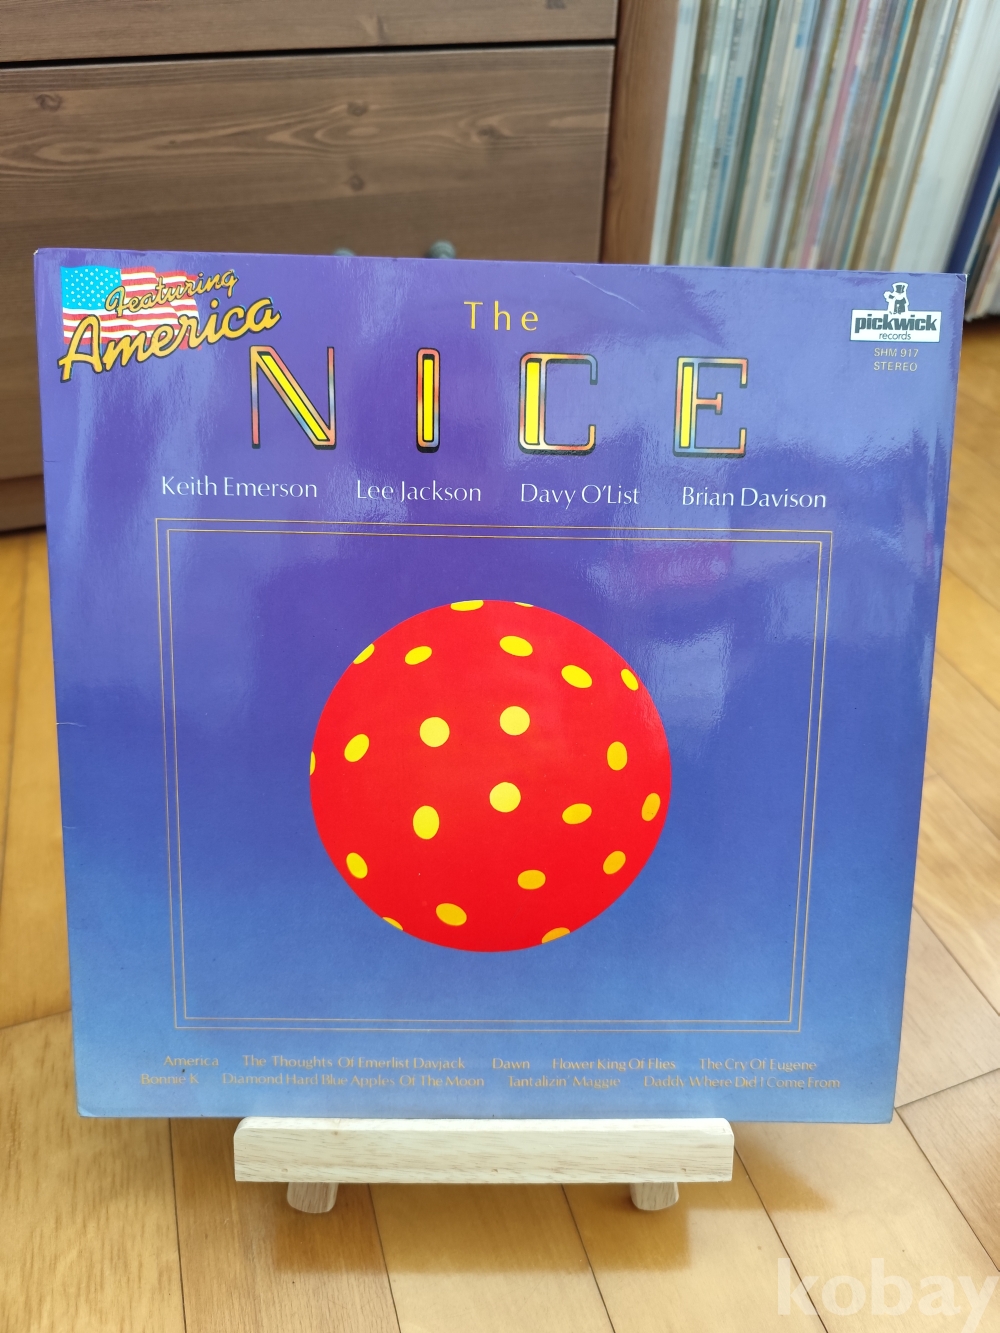 Featuring
America
The
NICE
pickwick
records
SHM 917
STEREO
Keith Emerson Lee Jackson Davy O'List Brian Davison
America The Thoughts Of Emerlist Davjack Dawn Flower King Of Flies The Cry Of Eugene
Bonnie K Diamond Hard Blue Apples Of The Moon Tantalizin' Maggie Daddy Where Did I Come From
kobay